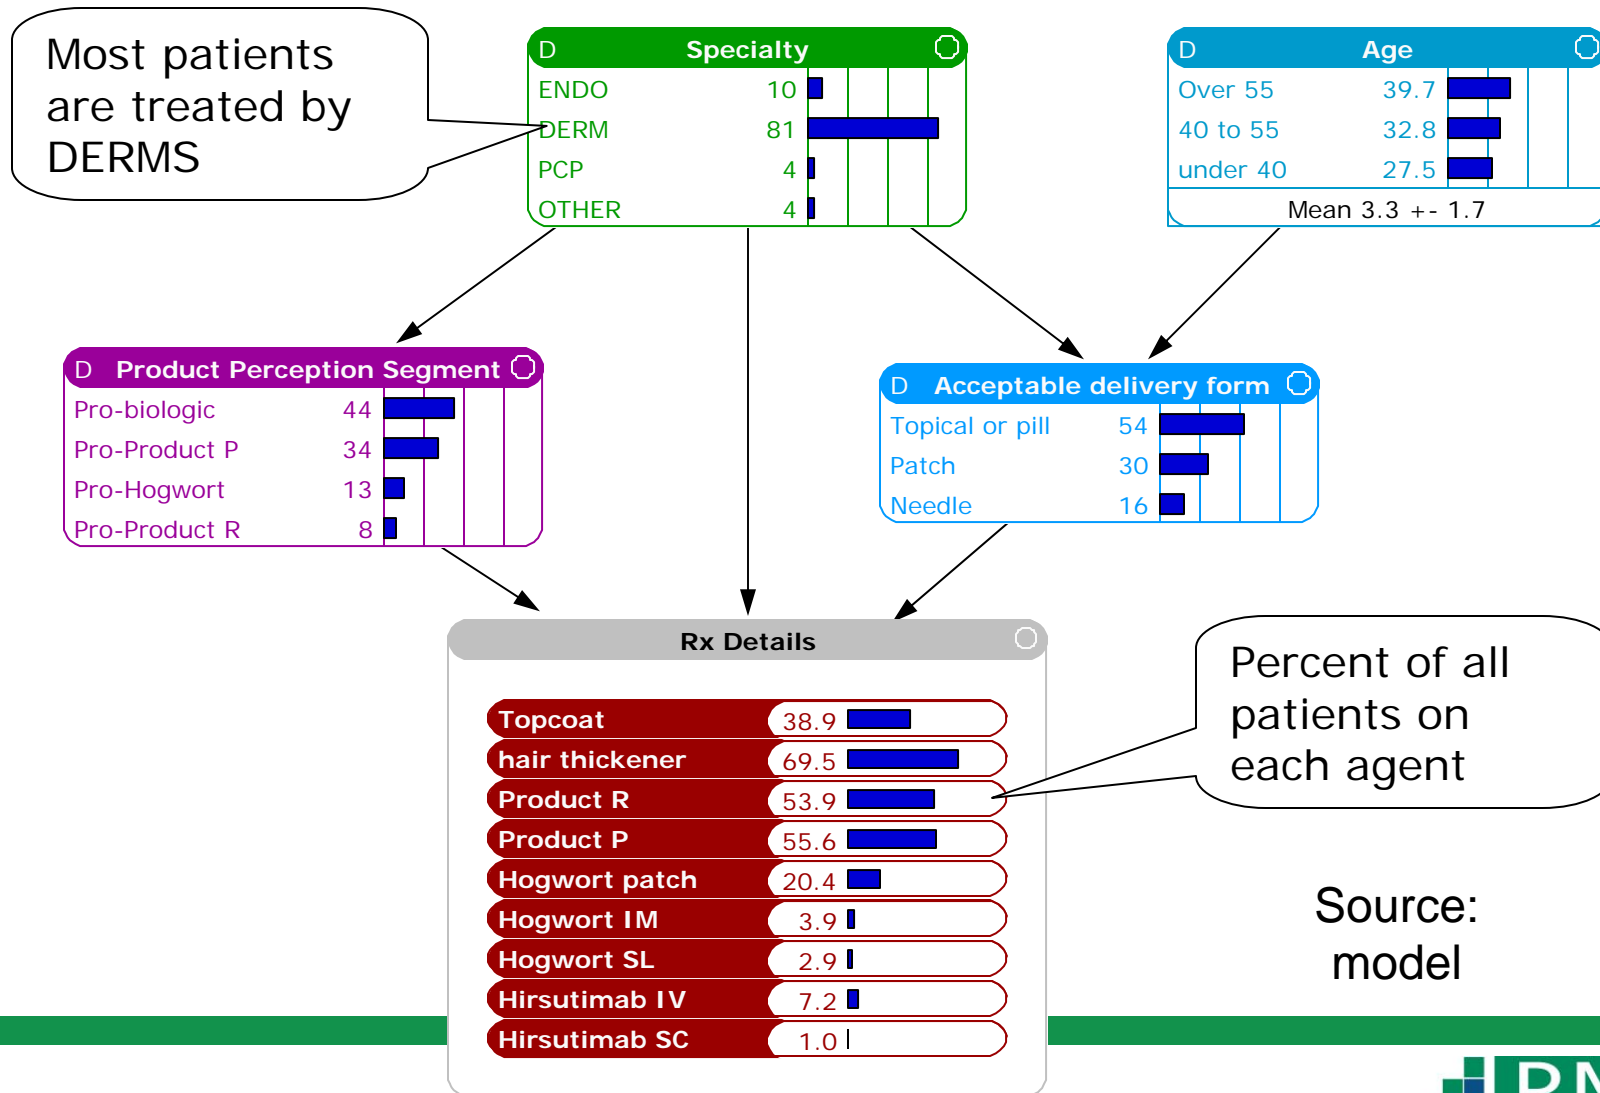 Most patients
are treated by
DERMS
D Specialty
ENDO 10
DERM 81
PCP 4
OTHER 4
D Age
Over 55 39.7
40 to 55 32.8
under 40 27.5
Mean 3.3 +- 1.7
D Product Perception Segment
Pro-biologic 44
Pro-Product P 34
Pro-Hogwort 13
Pro-Product R 8
D Acceptable delivery form
Topical or pill 54
Patch 30
Needle 16
Rx Details
Topcoat 38.9
hair thickener 69.5
Product R 53.9
Product P 55.6
Hogwort patch 20.4
Hogwort IM 3.9
Hogwort SL 2.9
Hirsutimab IV 7.2
Hirsutimab SC 1.0
Percent of all
patients on
each agent
Source:
model